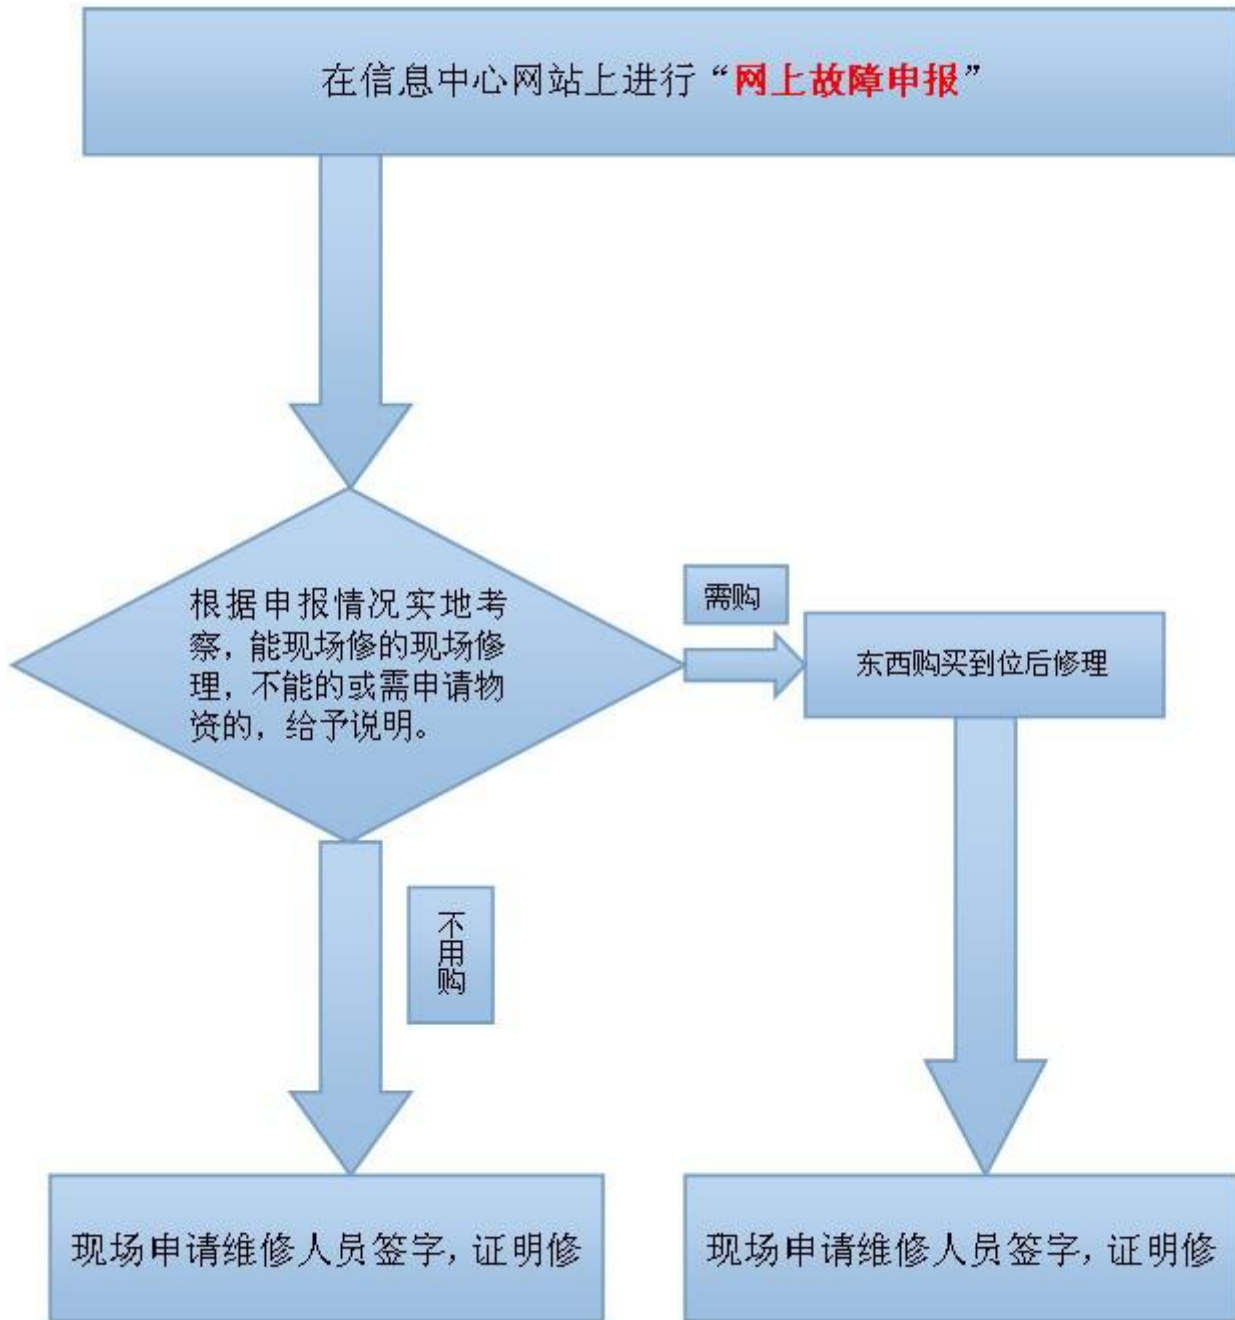 在信息中心网站上进行“网上故障申报”
根据申报情况实地考
察，能现场修的现场修
理，不能的或需申请物
资的，给予说明。
需购
东西购买到位后修理
不用购
现场申请维修人员签字，证明修
现场申请维修人员签字，证明修